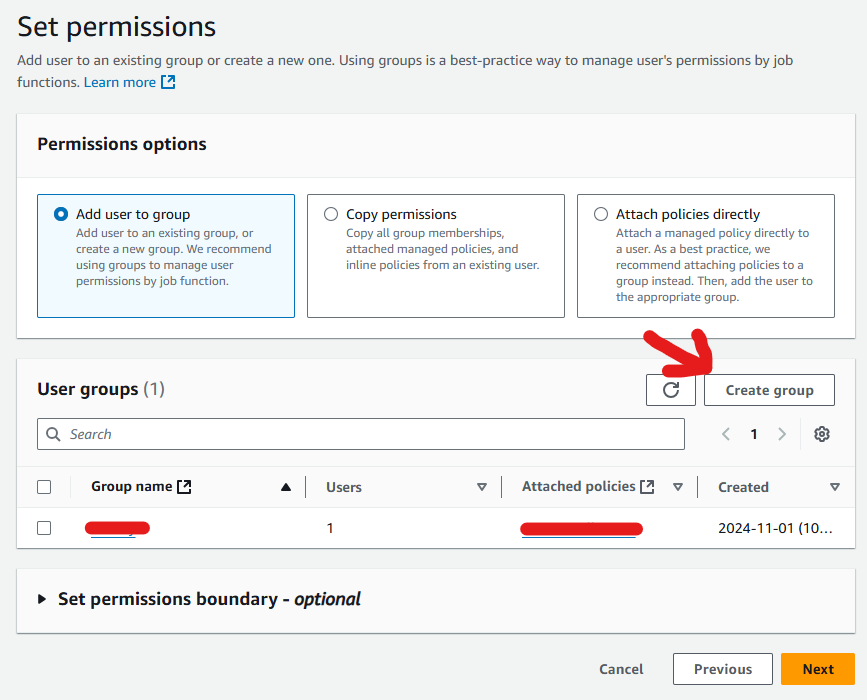 Set permissions
Add user to an existing group or create a new one. Using groups is a best-practice way to manage user's permissions by job
functions. Learn more
Permissions options
Add user to group
Add user to an existing group, or
create a new group. We recommend
using groups to manage user
permissions by job function.
Copy permissions
Copy all group memberships,
attached managed policies, and
inline policies from an existing user.
Attach policies directly
Attach a managed policy directly to
a user. As a best practice, we
recommend attaching policies to a
group instead. Then, add the user to
the appropriate group.
User groups (1)
Create group
Search
1
Group name Users Attached policies Created
1 2024-11-01 (10...
Set permissions boundary - optional
Cancel Previous Next